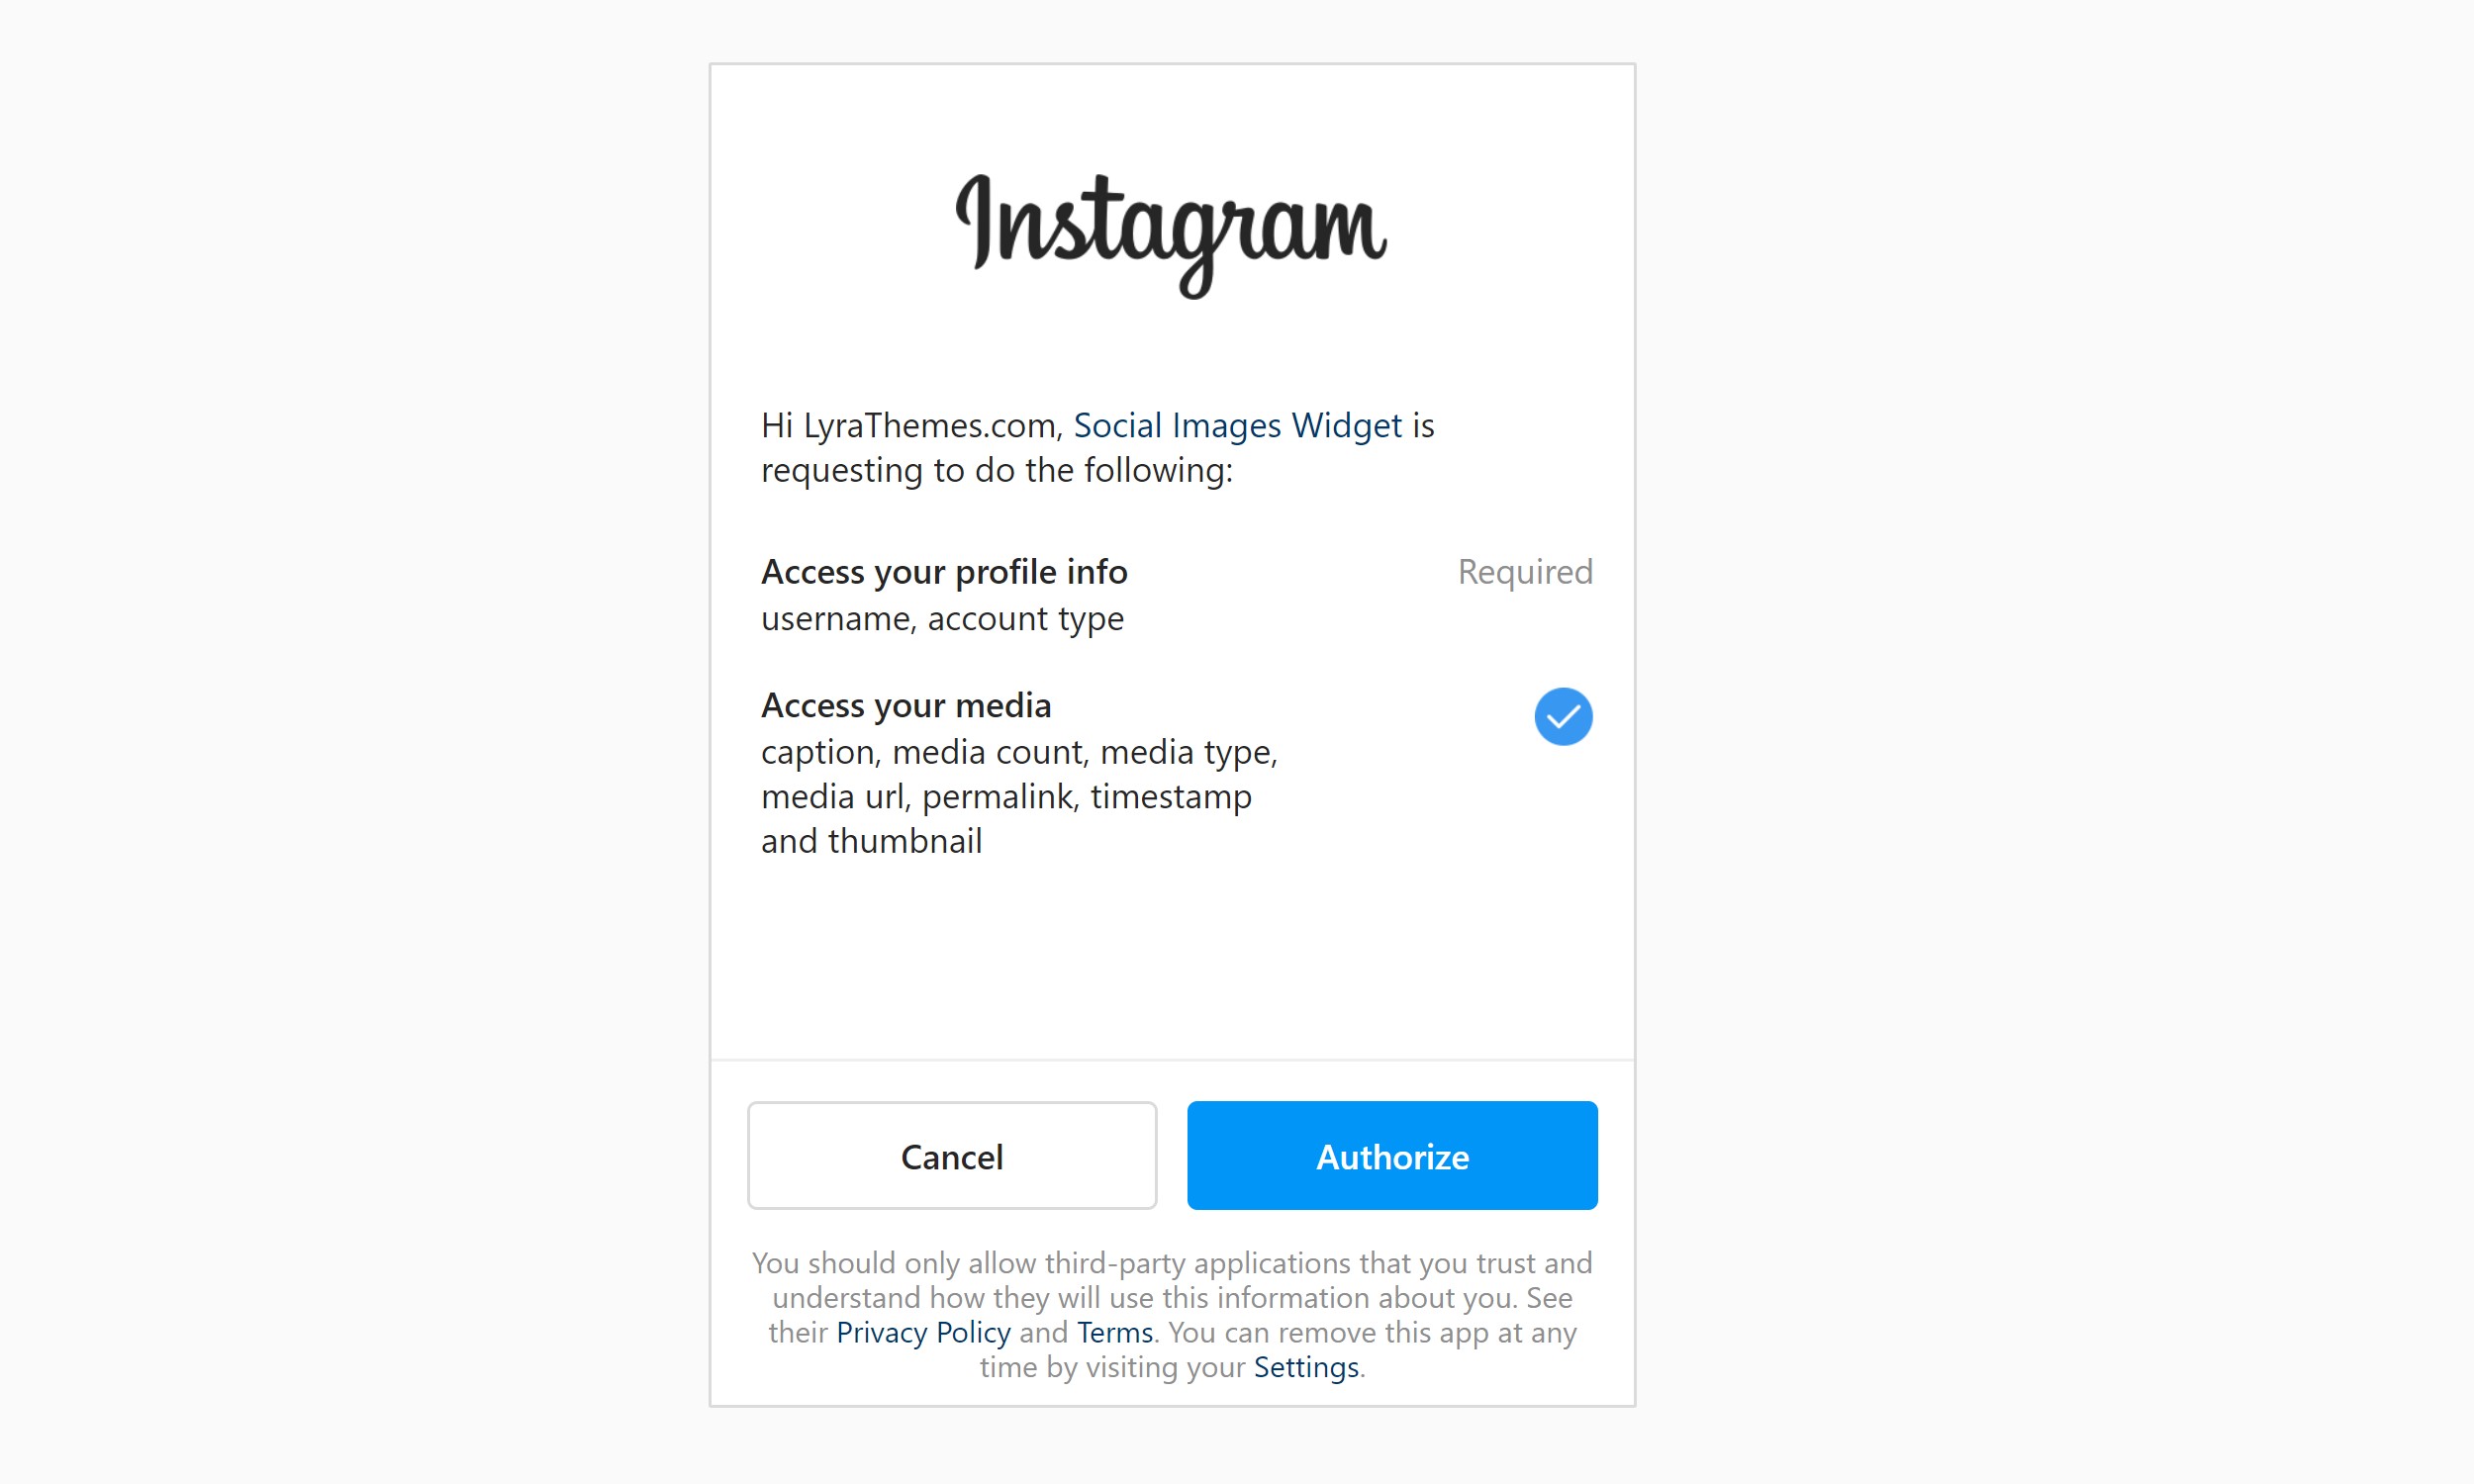 Instagram
Hi LyraThemes.com, Social Images Widget is
requesting to do the following:
Access your profile info
Required
username, account type
Access your media
caption, media count, media type,
media url, permalink, timestamp
and thumbnail
Cancel
Authorize
You should only allow third-party applications that you trust and
understand how they will use this information about you. See
their Privacy Policy and Terms. You can remove this app at any
time by visiting your Settings.